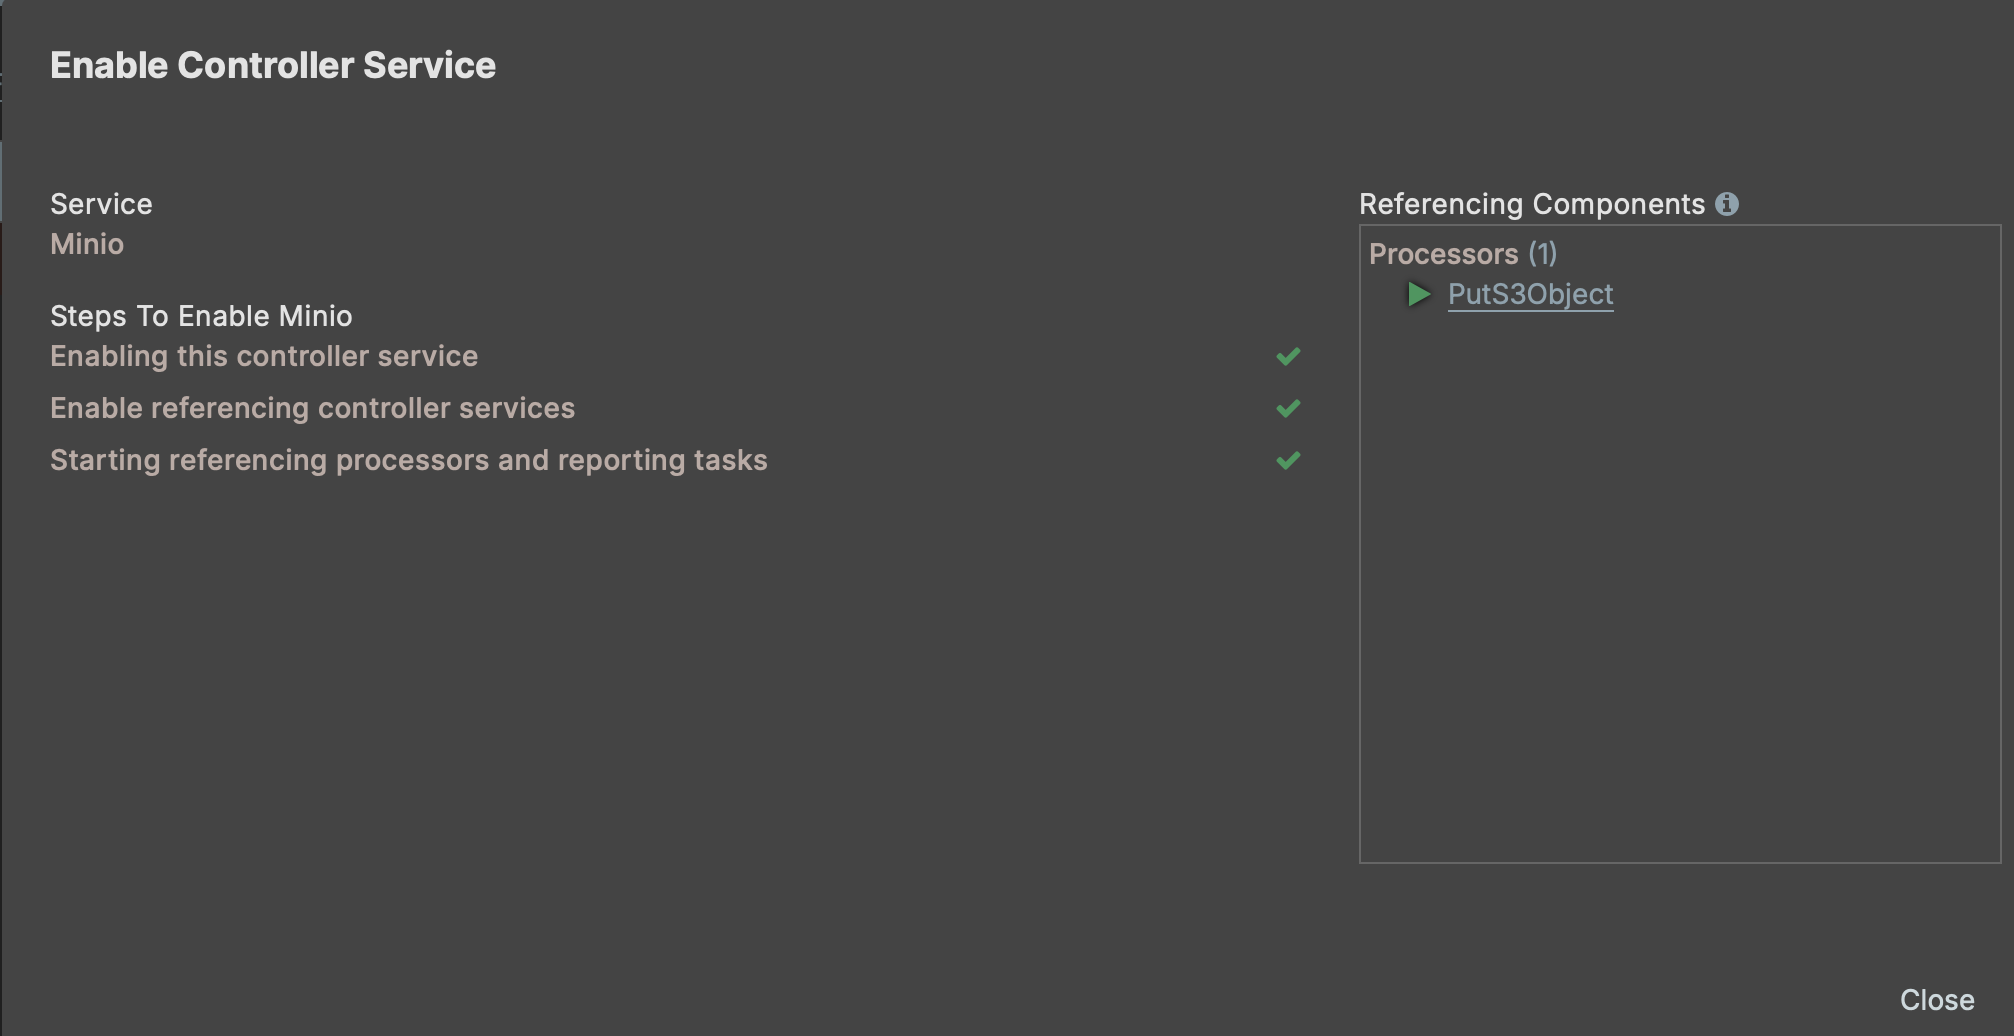 Enable Controller Service
Service
Minio
Steps To Enable Minio
Enabling this controller service
Enable referencing controller services
Starting referencing processors and reporting tasks
Referencing Components
Processors (1)
PutS3Object
Close